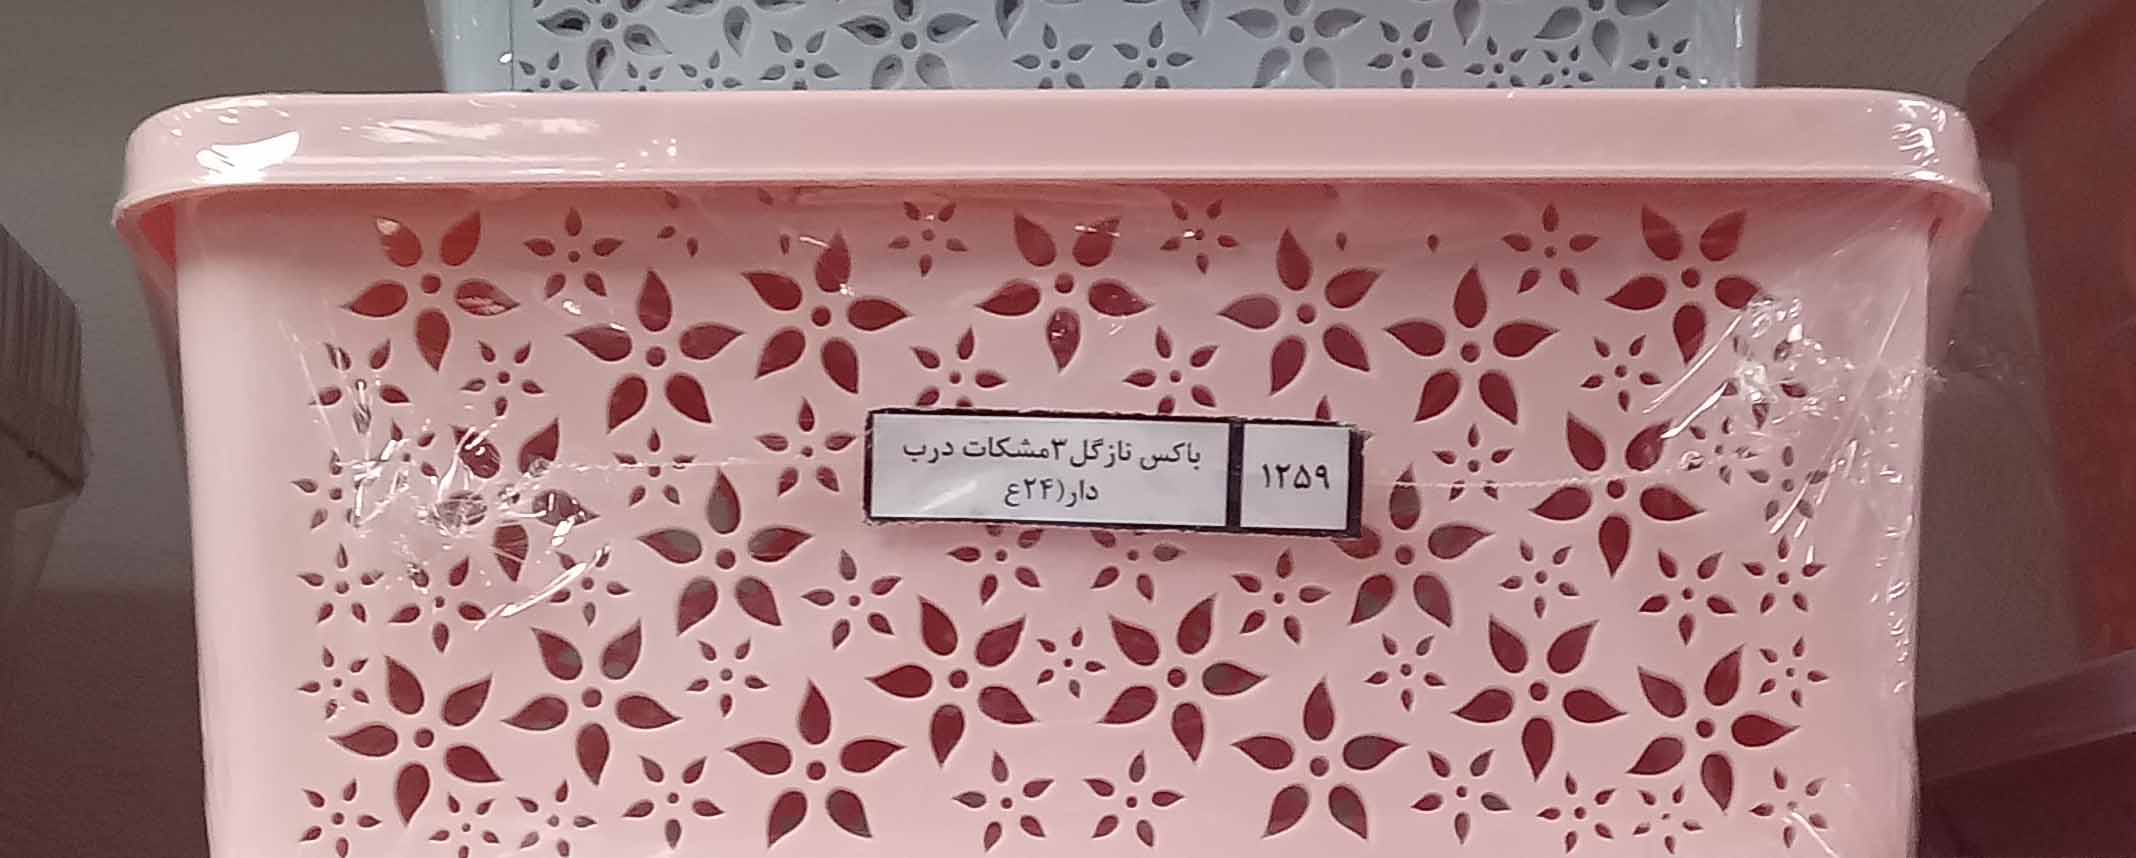 ۱۲۵۹
باکس نازگل۳مشکات درب
دار(۲۴ع